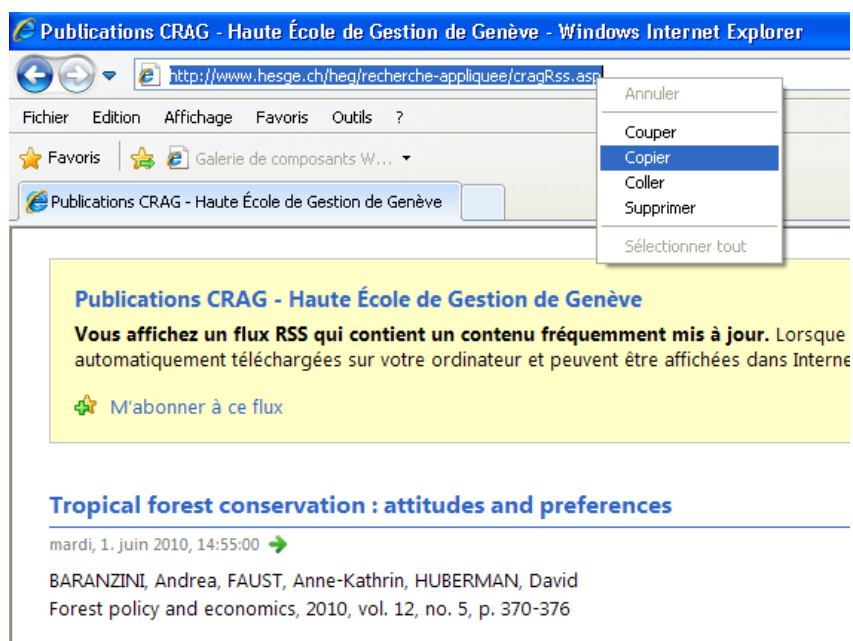 Publications CRAG - Haute École de Gestion de Genève - Windows Internet Explorer
http://www.hesge.ch/heg/recherche-appliquee/cragRss.asp
Annuler
Couper
Copier
Coller
Supprimer
Sélectionner tout
Fichier Edition Affichage Favoris Outils ?
Favoris Galerie de composants W...
Publications CRAG - Haute École de Gestion de Genève
Publications CRAG - Haute École de Gestion de Genève
Vous affichez un flux RSS qui contient un contenu fréquemment mis à jour. Lorsque
automatiquement téléchargées sur votre ordinateur et peuvent être affichées dans Interne
M'abonner à ce flux
Tropical forest conservation : attitudes and preferences
mardi, 1. juin 2010, 14:55:00
BARANZINI, Andrea, FAUST, Anne-Kathrin, HUBERMAN, David
Forest policy and economics, 2010, vol. 12, no. 5, p. 370-376